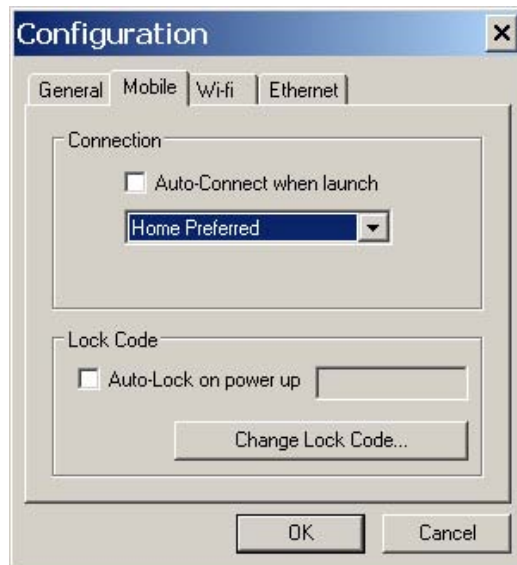 Configuration
General Mobile Wi-fi Ethernet
Connection
Auto-Connect when launch
Home Preferred
Lock Code
Auto-Lock on power up
Change Lock Code...
OK Cancel